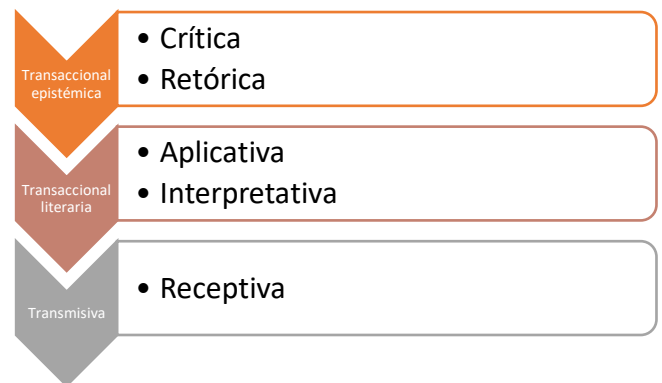 Transaccional
epistémica
• Crítica
• Retórica
Transaccional
literaria
• Aplicativa
• Interpretativa
Transmisiva
• Receptiva